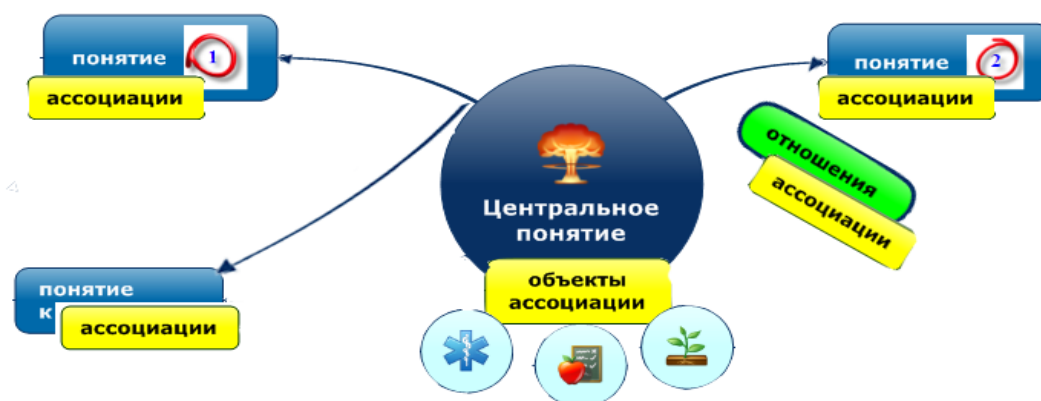 понятие 1
ассоциации
понятие 2
ассоциации
отношения
ассоциации
Центральное
понятие
объекты
ассоциации
понятие
к
ассоциации